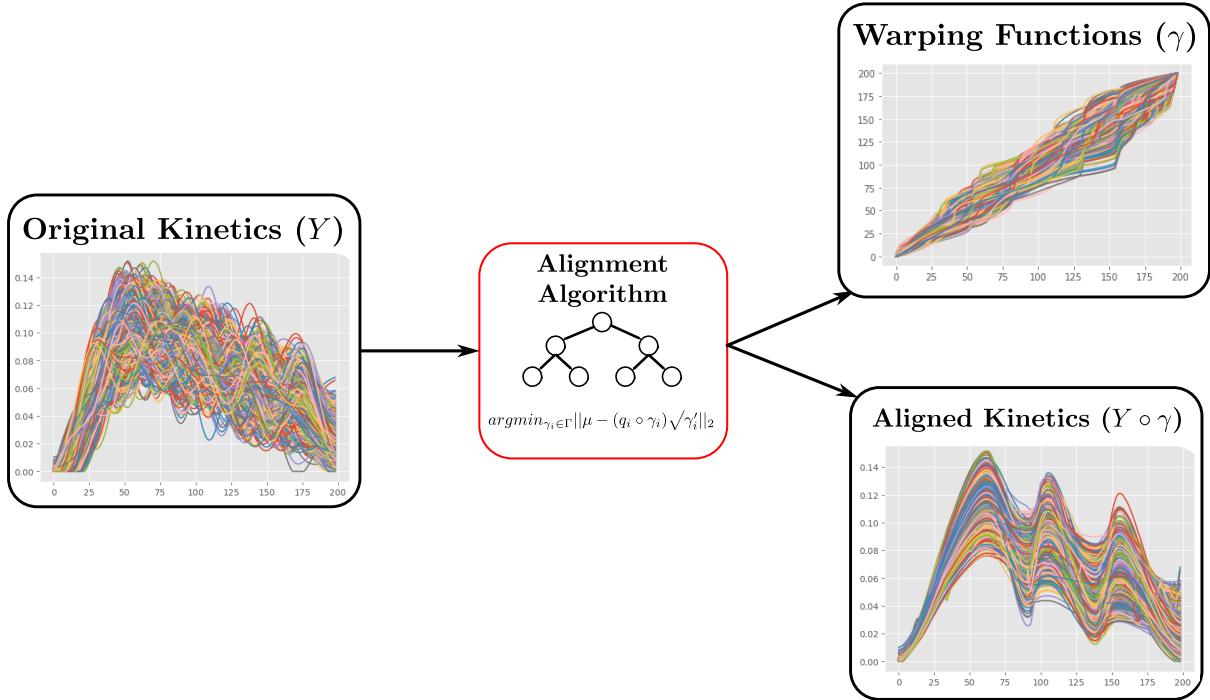 Warping Functions (γ)
200
175
150
125
100
75
50
25
0
0 25 50 75 100 125 150 175 200
Original Kinetics (Y)
0.14
0.12
0.10
0.08
0.06
0.04
0.02
0.00
0 25 50 75 100 125 150 175 200
Alignment
Algorithm
argmin_{γ_i∈Γ}||μ − (q_i ∘ γ_i)√γ′_i||_2
Aligned Kinetics (Y ∘ γ)
0.14
0.12
0.10
0.08
0.06
0.04
0.02
0.00
0 25 50 75 100 125 150 175 200